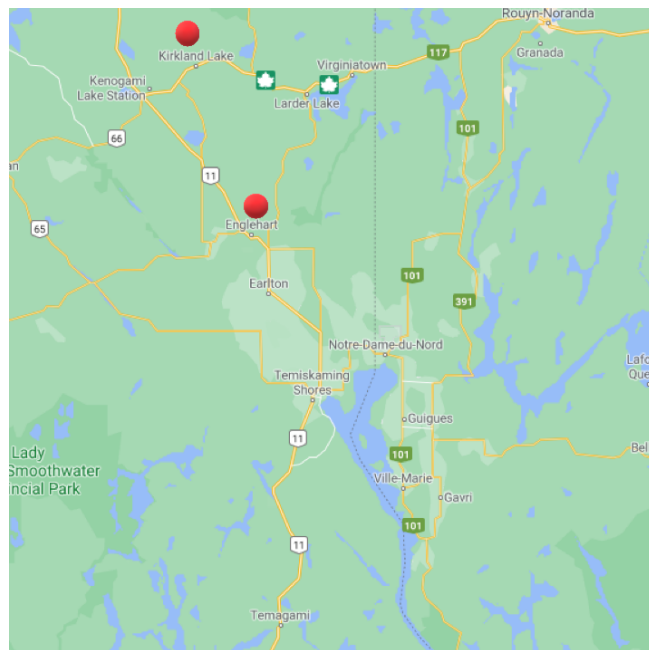 Rouyn-Noranda
Kirkland Lake
117
Granada
Virginiatown
Kenogami
Lake Station
Larder Lake
101
66
an
11
65
Englehart
101
Earlton
391
Notre-Dame-du-Nord
Lafo
Que
Temiskaming
Shores
Guigues
11
Lady
Smoothwater
incial Park
101
Bel
Ville-Marie
Gavri
101
11
Temagami